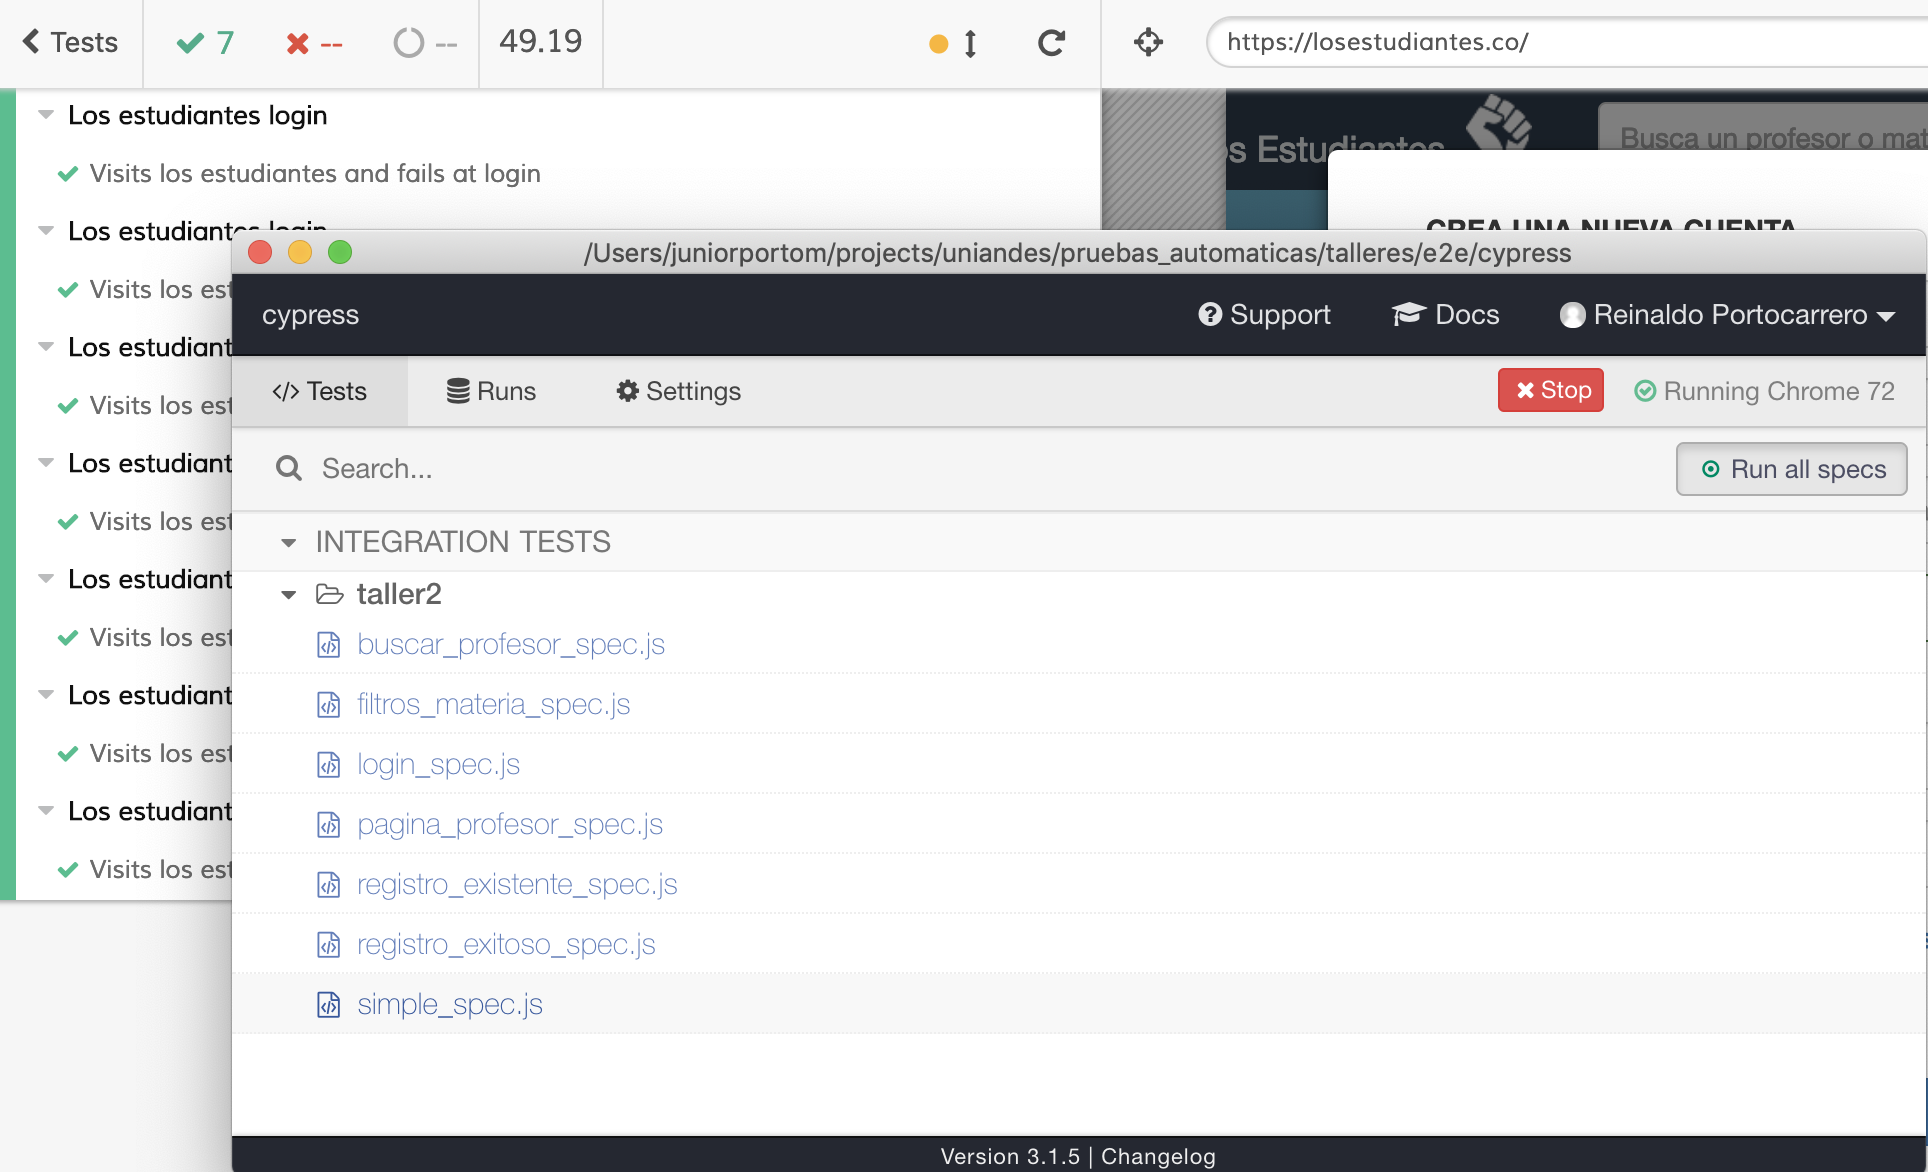 Tests 7 -- -- 49.19 https://losestudiantes.co/
Los estudiantes login
Visits los estudiantes and fails at login
Los estudiantes login
Visits los est
Los estudiant
Visits los est
Los estudiant
Visits los est
Los estudiant
Visits los est
Los estudiant
Visits los est
Los estudiant
Visits los est
s Estudiantes
Busca un profesor o mat
CREA UNA NUEVA CUENTA
/Users/juniorportom/projects/uniandes/pruebas_automaticas/talleres/e2e/cypress
cypress Support Docs Reinaldo Portocarrero
</> Tests Runs Settings Stop Running Chrome 72
Search... Run all specs
INTEGRATION TESTS
taller2
buscar_profesor_spec.js
filtros_materia_spec.js
login_spec.js
pagina_profesor_spec.js
registro_existente_spec.js
registro_exitoso_spec.js
simple_spec.js
Version 3.1.5 | Changelog